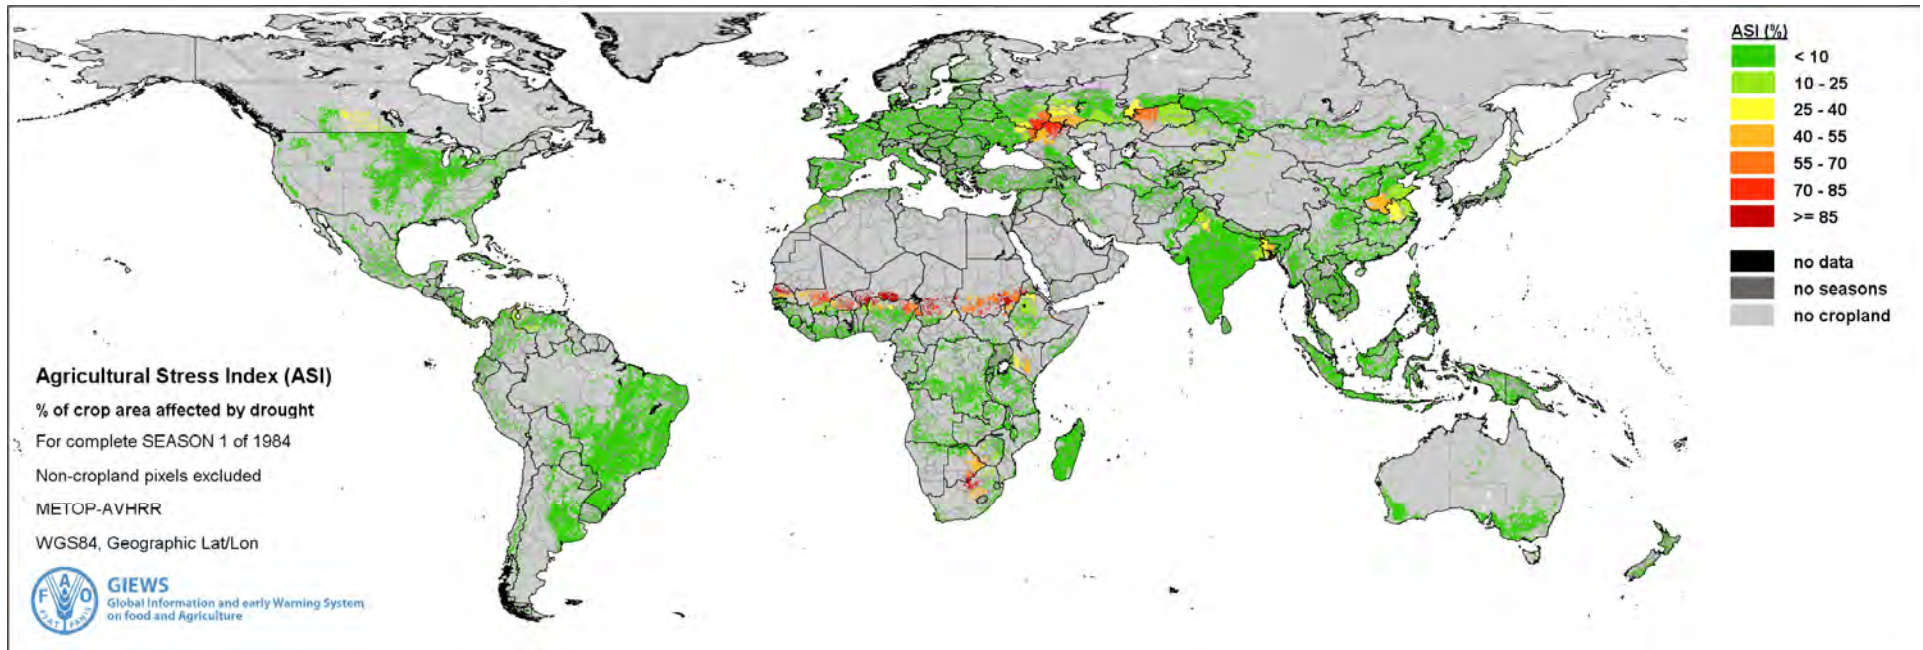 ASI (%)
< 10
10 - 25
25 - 40
40 - 55
55 - 70
70 - 85
>= 85
no data
no seasons
no cropland
Agricultural Stress Index (ASI)
% of crop area affected by drought
For complete SEASON 1 of 1984
Non-cropland pixels excluded
METOP-AVHRR
WGS84, Geographic Lat/Lon
F A O
FIAT PANIS
GIEWS
Global Information and early Warning System
on food and Agriculture